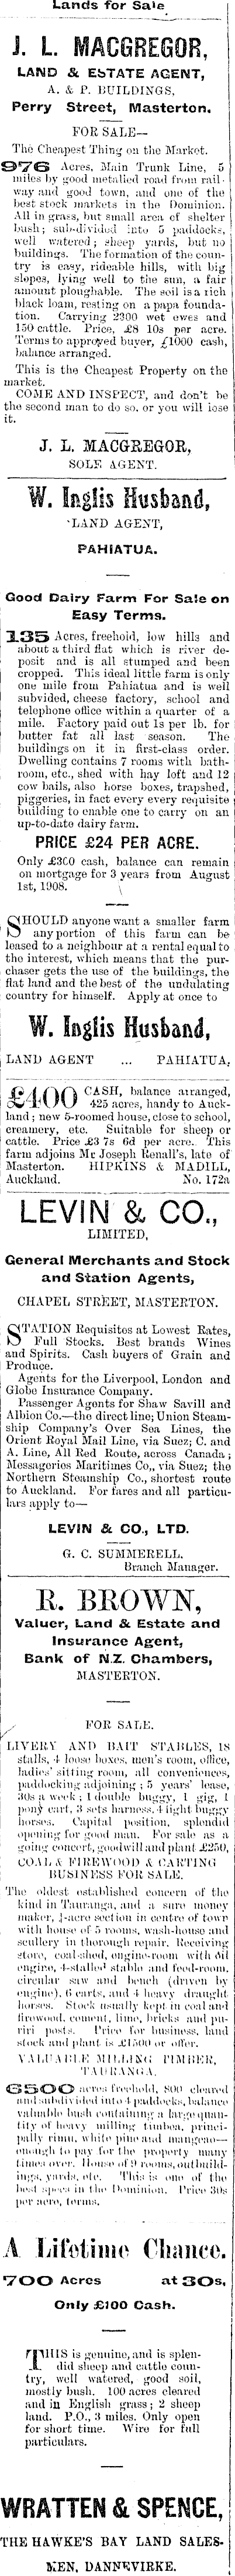 Lands for Sale
J. L. MACGREGOR,
LAND & ESTATE AGENT,
A. & P. BUILDINGS,
Perry Street, Masterton.
FOR SALE—
The Cheapest Thing on the Market.
976 Acres, Main Trunk Line, 5
miles by good metalled road from rail-
way and good town, and one of the
best stock markets in the Dominion.
All in grass, but small area of shelter
bush; sub-divided into 5 paddocks,
well watered; sheep yards, but no
buildings. The formation of the coun-
try is easy, rideable hills, with big
slopes, lying well to the sun, a fair
amount ploughable. The soil is a rich
black loam, resting on a papa founda-
tion. Carrying 2300 wet ewes and
150 cattle. Price, £8 10s per acre.
Terms to approved buyer, £1000 cash,
balance arranged.
This is the Cheapest Property on the
market.
COME AND INSPECT, and don't be
the second man to do so, or you will lose
it.
J. L. MACGREGOR,
SOLE AGENT.
W. Inglis Husband,
LAND AGENT,
PAHIATUA.
Good Dairy Farm For Sale on
Easy Terms.
135 Acres, freehold, low hills and
about a third flat which is river de-
posit and is all stumped and been
cropped. This ideal little farm is only
one mile from Pahiatua and is well
subvided, cheese factory, school and
telephone office within a quarter of a
mile. Factory paid out 1s per lb. for
butter fat all last season. The
buildings on it in first-class order.
Dwelling contains 7 rooms with bath-
room, etc., shed with hay loft and 12
cow bails, also horse boxes, trapshed,
piggeries, in fact every every requisite
building to enable one to carry on an
up-to-date dairy farm.
PRICE £24 PER ACRE.
Only £360 cash, balance can remain
on mortgage for 3 years from August
1st, 1908.
SHOULD anyone want a smaller farm
any portion of this farm can be
leased to a neighbour at a rental equal to
the interest, which means that the pur-
chaser gets the use of the buildings, the
flat land and the best of the undulating
country for himself. Apply at once to
W. Inglis Husband,
LAND AGENT ... PAHIATUA,
£400 CASH, balance arranged,
425 acres, handy to Auck-
land; new 5-roomed house, close to school,
creamery, etc. Suitable for sheep or
cattle. Price £3 7s 6d per acre. This
farm adjoins Mr Joseph Renall's, late of
Masterton. HIPKINS & MADILL,
Auckland. No. 172a
LEVIN & CO.,
LIMITED,
General Merchants and Stock
and Station Agents,
CHAPEL STREET, MASTERTON.
STATION Requisites at Lowest Rates,
Full Stocks. Best brands Wines
and Spirits. Cash buyers of Grain and
Produce.
Agents for the Liverpool, London and
Globe Insurance Company.
Passenger Agents for Shaw Savill and
Albion Co.—the direct line; Union Steam-
ship Company's Over Sea Lines, the
Orient Royal Mail Line, via Suez; C. and
A. Line, All Red Route, across Canada;
Messageries Maritimes Co., via Suez; the
Northern Steamship Co., shortest route
to Auckland. For fares and all particu-
lars apply to—
LEVIN & CO., LTD.
G. C. SUMMERELL,
Branch Manager.
R. BROWN,
Valuer, Land & Estate and
Insurance Agent,
Bank of N.Z. Chambers,
MASTERTON.
FOR SALE.
LIVERY AND BAIT STABLES, 18
stalls, 4 loose boxes, men's room, office,
ladies' sitting room, all conveniences,
paddocking adjoining; 5 years' lease,
30s a week; 1 double buggy, 1 gig, 1
pony cart, 3 sets harness, 4 light buggy
horses. Capital position, splendid
opening for good man. For sale as a
going concert, goodwill and plant £250,
COAL & FIREWOOD & CARTING
BUSINESS FOR SALE.
The oldest established concern of the
kind in Tauranga, and a sure money
maker, ¼-acre section in centre of town
with house of 5 rooms, wash-house and
scullery in thorough repair. Receiving
store, coal-shed, engine-room with oil
engine, 4-stalled stable and feed-room,
circular saw and bench (driven by
engine), 6 carts, and 4 heavy draught
horses. Stock usually kept in coal and
firewood, cement, lime, bricks and pu-
riri posts. Price for business, land
stock and plant is £1500 or offer.
VALUABLE MILLING TIMBER,
TAURANGA.
6500 acres freehold, 800 cleared
and subdivided into 4 paddocks, balance
valuable bush containing a large quan-
tity of heavy milling timber, princi-
pally rimu, white pine and mangeao—
enough to pay for the property many
times over. House of 9 rooms, outbuild-
ings, yards, etc. This is one of the
best specs in the Dominion. Price 30s
per acre, terms.
A Lifetime Chance.
700 Acres at 30s,
Only £100 Cash.
THIS is genuine, and is splen-
did sheep and cattle coun-
try, well watered, good soil,
mostly bush. 100 acres cleared
and in English grass; 2 sheep
land. P.O., 3 miles. Only open
for short time. Wire for full
particulars.
WRATTEN & SPENCE,
THE HAWKE'S BAY LAND SALES-
MEN, DANNEVIRKE.